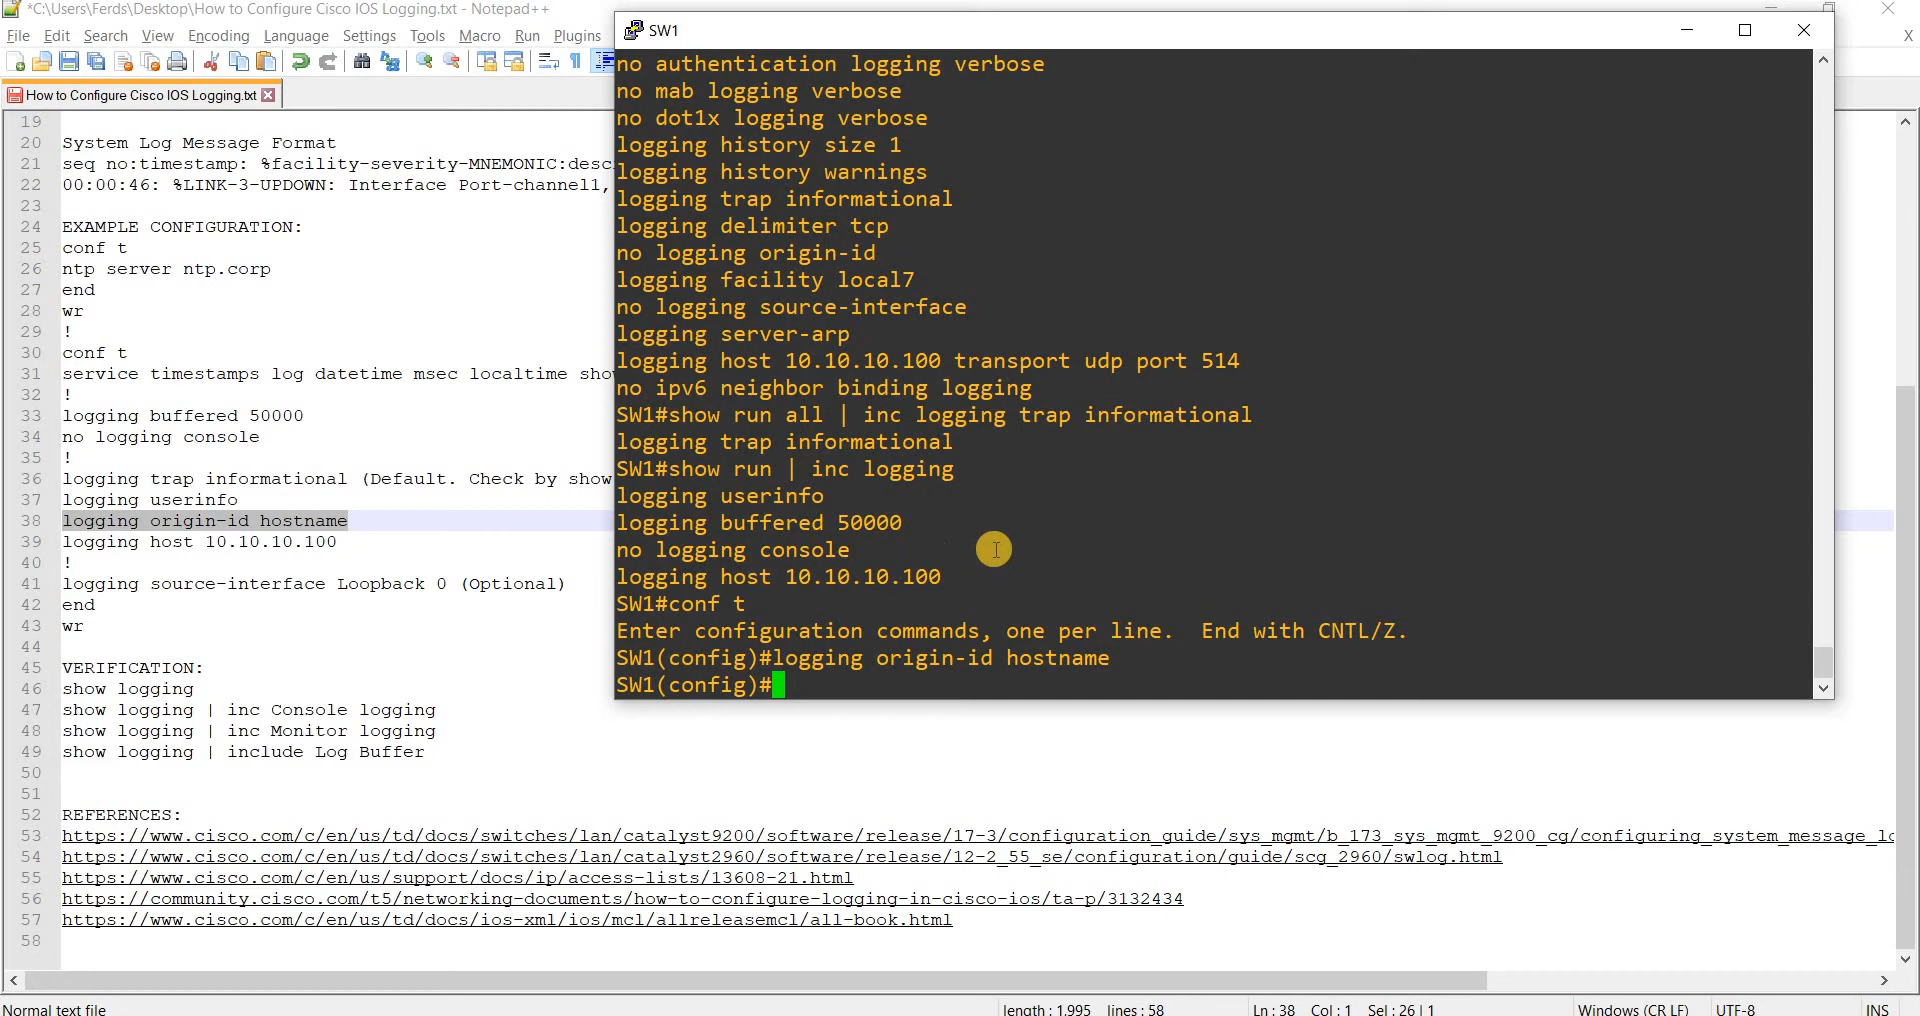 *C:\Users\Ferds\Desktop\How to Configure Cisco IOS Logging.txt - Notepad++
File Edit Search View Encoding Language Settings Tools Macro Run Plugins
X
How to Configure Cisco IOS Logging.txt
19
20 System Log Message Format
21 seq no:timestamp: %facility-severity-MNEMONIC:desc
22 00:00:46: %LINK-3-UPDOWN: Interface Port-channel1,
23
24 EXAMPLE CONFIGURATION:
25 conf t
26 ntp server ntp.corp
27 end
28 wr
29 !
30 conf t
31 service timestamps log datetime msec localtime sho
32 !
33 logging buffered 50000
34 no logging console
35 !
36 logging trap informational (Default. Check by show
37 logging userinfo
38 logging origin-id hostname
39 logging host 10.10.10.100
40 !
41 logging source-interface Loopback 0 (Optional)
42 end
43 wr
44
45 VERIFICATION:
46 show logging
47 show logging | inc Console logging
48 show logging | inc Monitor logging
49 show logging | include Log Buffer
50
51
52 REFERENCES:
53 https://www.cisco.com/c/en/us/td/docs/switches/lan/catalyst9200/software/release/17-3/configuration_guide/sys_mgmt/b_173_sys_mgmt_9200_cg/configuring_system_message_lo
54 https://www.cisco.com/c/en/us/td/docs/switches/lan/catalyst2960/software/release/12-2_55_se/configuration/guide/scg_2960/swlog.html
55 https://www.cisco.com/c/en/us/support/docs/ip/access-lists/13608-21.html
56 https://community.cisco.com/t5/networking-documents/how-to-configure-logging-in-cisco-ios/ta-p/3132434
57 https://www.cisco.com/c/en/us/td/docs/ios-xml/ios/mcl/allreleasemcl/all-book.html
58
SW1
no authentication logging verbose
no mab logging verbose
no dot1x logging verbose
logging history size 1
logging history warnings
logging trap informational
logging delimiter tcp
no logging origin-id
logging facility local7
no logging source-interface
logging server-arp
logging host 10.10.10.100 transport udp port 514
no ipv6 neighbor binding logging
SW1#show run all | inc logging trap informational
logging trap informational
SW1#show run | inc logging
logging userinfo
logging buffered 50000
no logging console
logging host 10.10.10.100
SW1#conf t
Enter configuration commands, one per line.  End with CNTL/Z.
SW1(config)#logging origin-id hostname
SW1(config)#
Normal text file length : 1,995 lines : 58 Ln : 38 Col : 1 Sel : 26 | 1 Windows (CR LF) UTF-8 INS